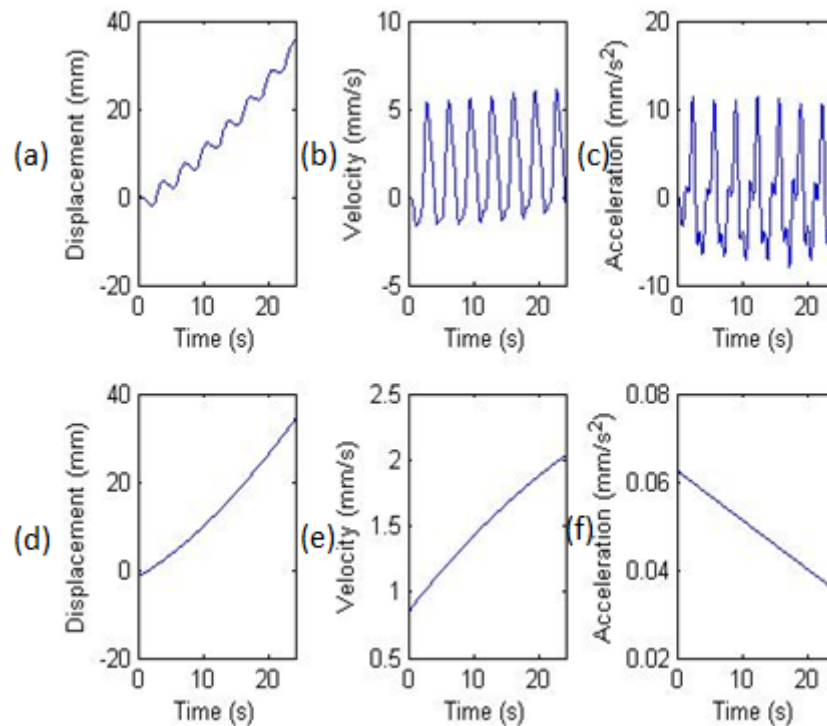 (a)
Displacement (mm)
40
20
0
-20
0 10 20
Time (s)
(b)
Velocity (mm/s)
10
5
0
-5
0 10 20
Time (s)
(c)
Acceleration (mm/s²)
20
10
0
-10
0 10 20
Time (s)
(d)
Displacement (mm)
40
20
0
-20
0 10 20
Time (s)
(e)
Velocity (mm/s)
2.5
2
1.5
1
0.5
0 10 20
Time (s)
(f)
Acceleration (mm/s²)
0.08
0.06
0.04
0.02
0 10 20
Time (s)